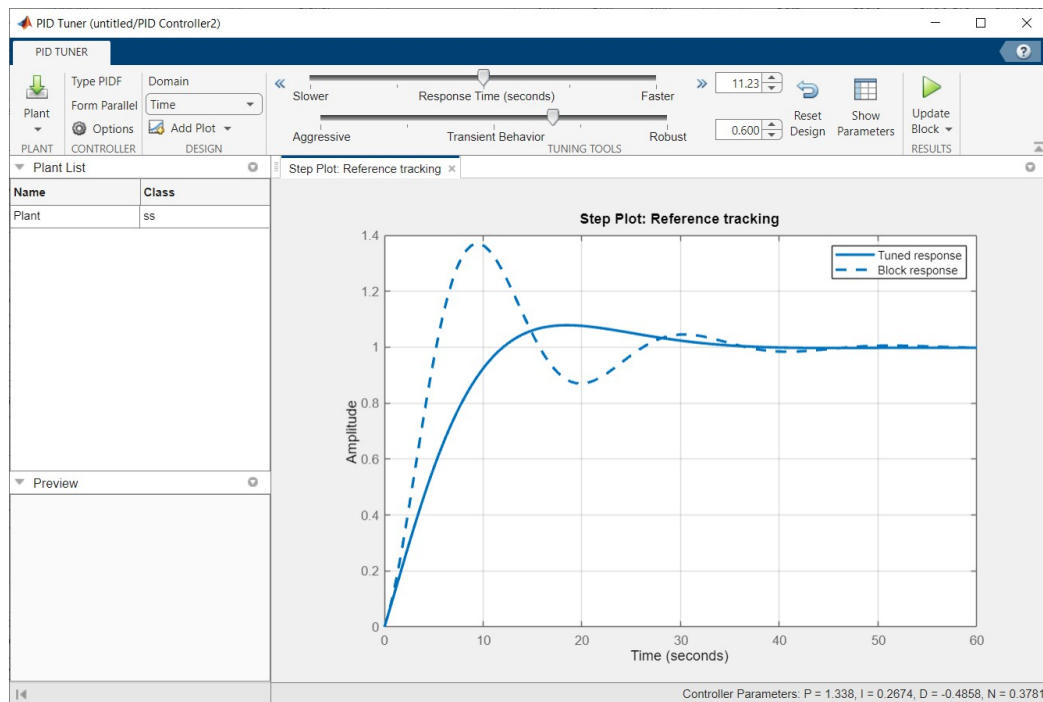 PID Tuner (untitled/PID Controller2)
PID TUNER
Plant
PLANT
Type PIDF
Form Parallel
Options
CONTROLLER
Domain
Time
Add Plot
DESIGN
Slower Response Time (seconds) Faster
11.23
Aggressive Transient Behavior Robust
0.600
TUNING TOOLS
Reset
Design
Show
Parameters
Update
Block
RESULTS
Plant List
Name Class
Plant ss
Preview
Step Plot: Reference tracking
Step Plot: Reference tracking
Tuned response
Block response
Amplitude
1.4
1.2
1
0.8
0.6
0.4
0.2
0
0 10 20 30 40 50 60
Time (seconds)
Controller Parameters: P = 1.338, I = 0.2674, D = -0.4858, N = 0.3781